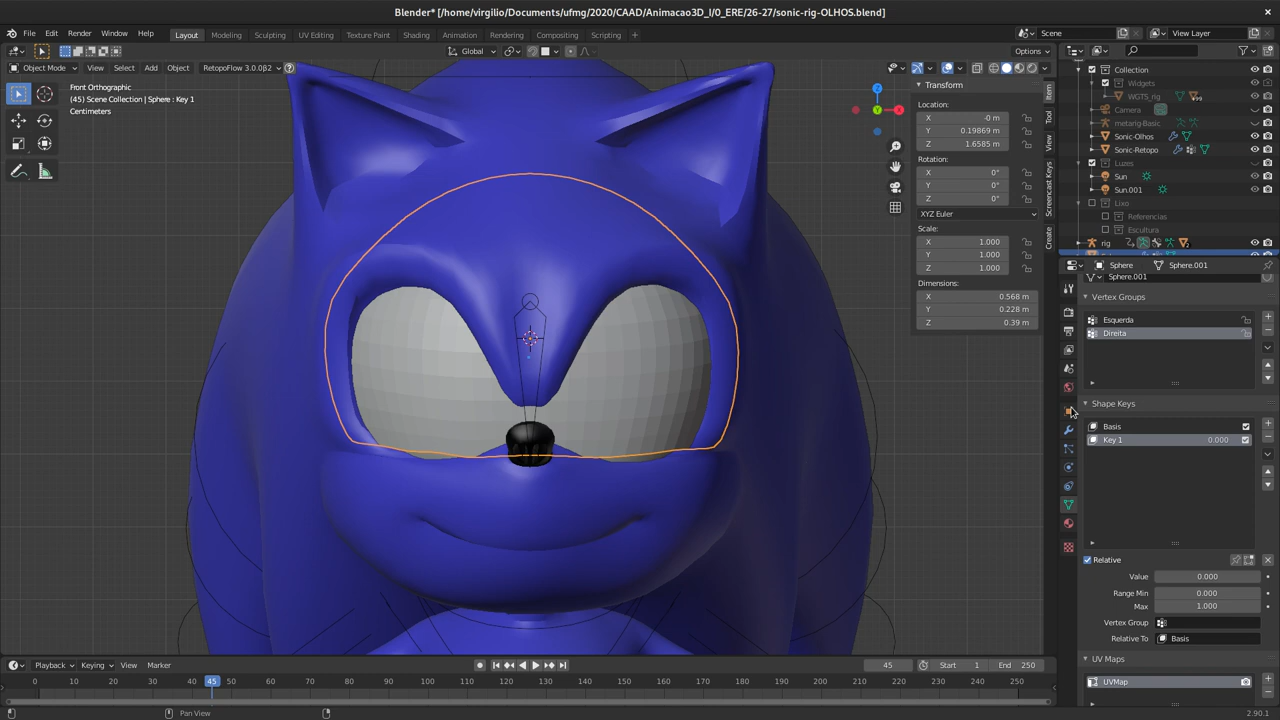 Blender* [/home/virgilio/Documents/ufmg/2020/CAAD/Animacao3D_I/0_ERE/26-27/sonic-rig-OLHOS.blend]
File Edit Render Window Help Layout Modeling Sculpting UV Editing Texture Paint Shading Animation Rendering Compositing Scripting + Scene View Layer
Global Options
Object Mode View Select Add Object RetopoFlow 3.0.0β2
Front Orthographic
(45) Scene Collection | Sphere : Key 1
Centimeters
Z
Y
X
Transform
Location:
X -0 m
Y 0.19869 m
Z 1.6585 m
Rotation:
X 0°
Y 0°
Z 0°
XYZ Euler
Scale:
X 1.000
Y 1.000
Z 1.000
Dimensions:
X 0.568 m
Y 0.228 m
Z 0.39 m
Item
Tool
View
Screencast Keys
Create
Collection
Widgets
WGTS_rig
Camera
metarig-Basic
Sonic-Olhos
Sonic-Retopo
Luzes
Sun
Sun.001
Lixo
Referencias
Escultura
rig
Sphere Sphere.001
Sphere.001
Vertex Groups
Esquerda
Direita
Shape Keys
Basis
Key 1 0.000
Relative
Value 0.000
Range Min 0.000
Max 1.000
Vertex Group
Relative To Basis
UV Maps
UVMap
Playback Keying View Marker 45 Start 1 End 250
0 10 20 30 40 45 50 60 70 80 90 100 110 120 130 140 150 160 170 180 190 200 210 220 230 240 250
Pan View 2.90.1